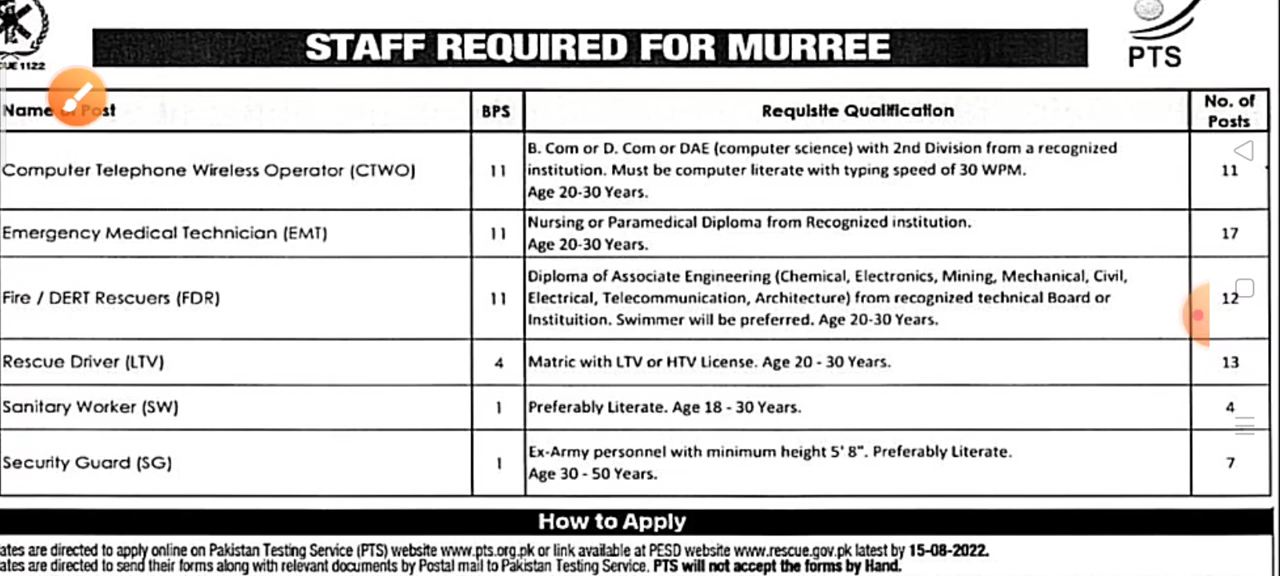 UE 1122
STAFF REQUIRED FOR MURREE
PTS
Name Post
BPS
Requisite Qualification
No. of
Posts
Computer Telephone Wireless Operator (CTWO)
11
B. Com or D. Com or DAE (computer science) with 2nd Division from a recognized
institution. Must be computer literate with typing speed of 30 WPM.
Age 20-30 Years.
11
Emergency Medical Technician (EMT)
11
Nursing or Paramedical Diploma from Recognized institution.
Age 20-30 Years.
17
Fire / DERT Rescuers (FDR)
11
Diploma of Associate Engineering (Chemical, Electronics, Mining, Mechanical, Civil,
Electrical, Telecommunication, Architecture) from recognized technical Board or
Instituition. Swimmer will be preferred. Age 20-30 Years.
12
Rescue Driver (LTV)
4
Matric with LTV or HTV License. Age 20 - 30 Years.
13
Sanitary Worker (SW)
1
Preferably Literate. Age 18 - 30 Years.
4
Security Guard (SG)
1
Ex-Army personnel with minimum height 5' 8". Preferably Literate.
Age 30 - 50 Years.
7
How to Apply
ates are directed to apply online on Pakistan Testing Service (PTS) website www.pts.org.pk or link available at PESD website www.rescue.gov.pk latest by 15-08-2022.
ates are directed to send their forms along with relevant documents by Postal mail to Pakistan Testing Service. PTS will not accept the forms by Hand.